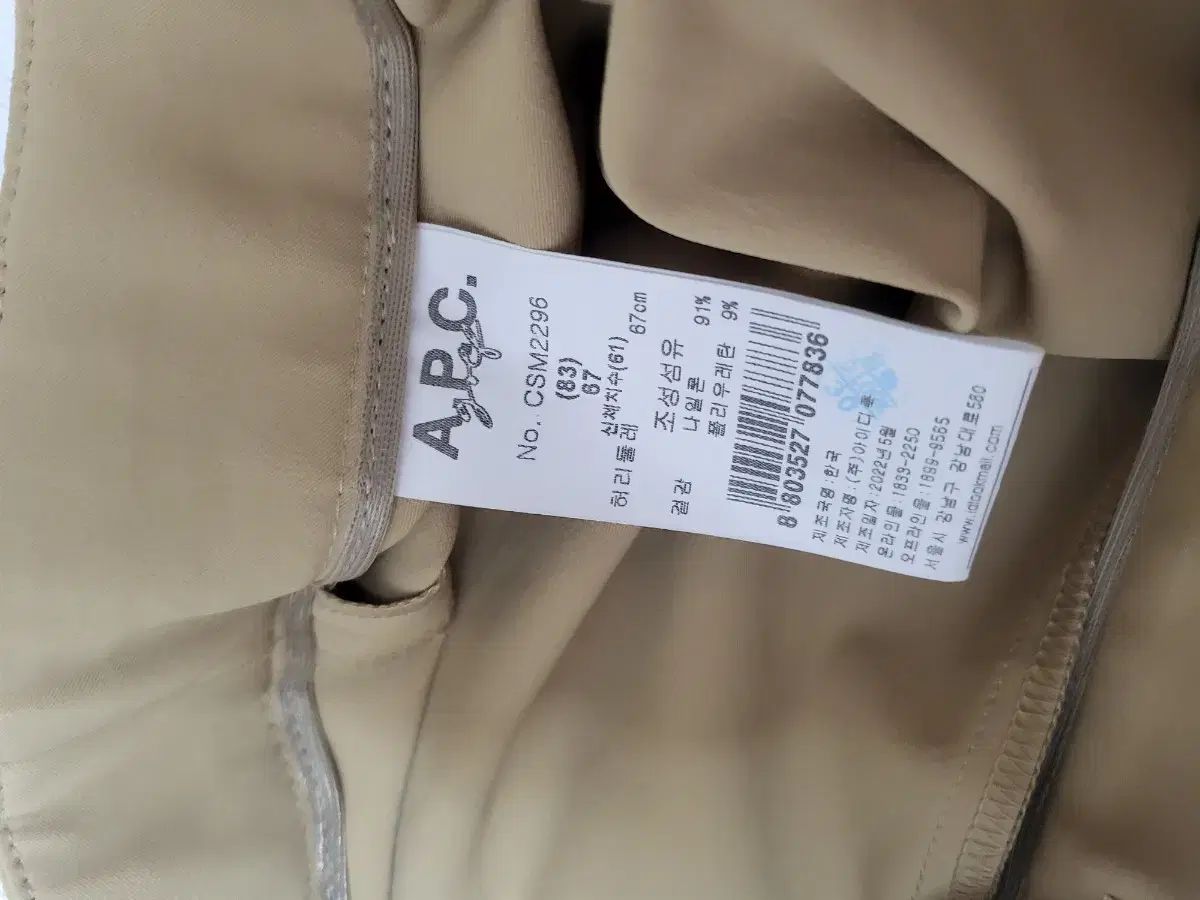 A.P.C. Golf
No. CSM2296
(83)
67
신체치수(61)
허리둘레 67cm
조성섬유
겉감 나일론 91%
폴리우레탄 9%
8 803527 077836
제조국명:한국
제조자명:(주)아이디룩
제조일자:2022년5월
온라인몰:1833-2250
오프라인몰:1899-9565
서울시 강남구 강남대로580
www.idlookmall.com